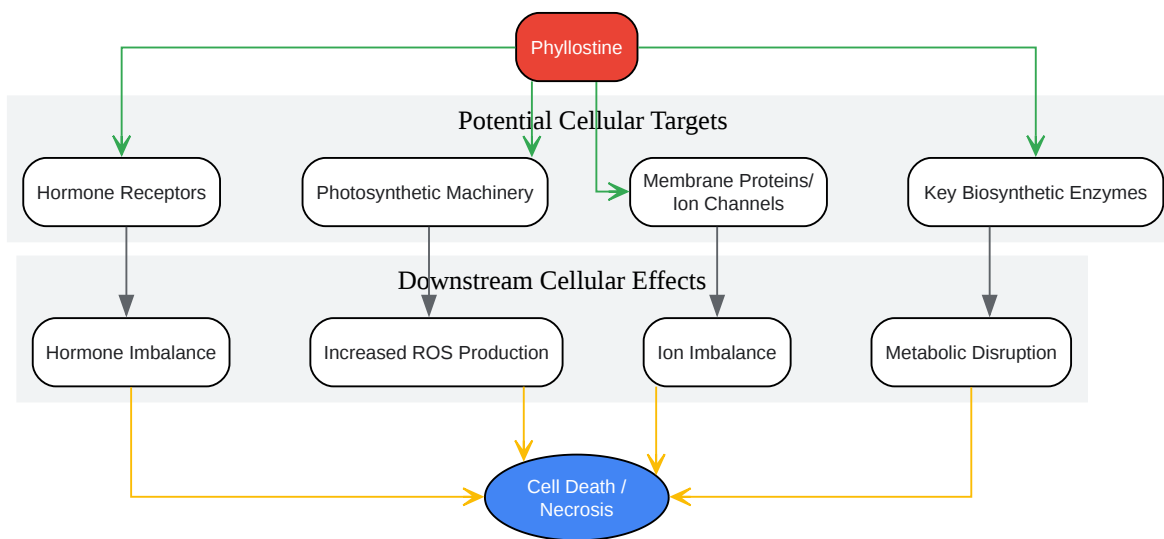 Phyllostine
Potential Cellular Targets
Hormone Receptors
Photosynthetic Machinery
Membrane Proteins/
Ion Channels
Key Biosynthetic Enzymes
Downstream Cellular Effects
Hormone Imbalance
Increased ROS Production
Ion Imbalance
Metabolic Disruption
Cell Death /
Necrosis